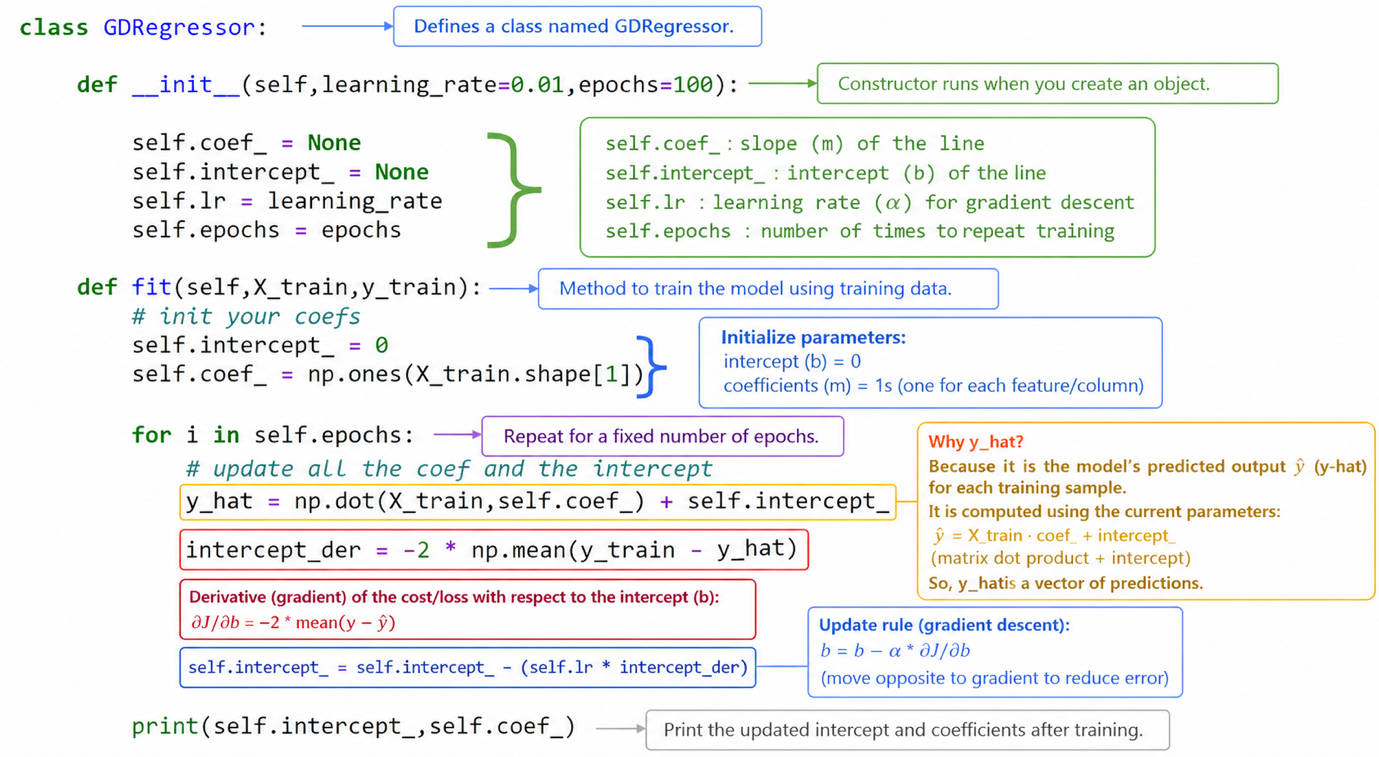 class GDRegressor:
Defines a class named GDRegressor.
def __init__(self,learning_rate=0.01,epochs=100):
Constructor runs when you create an object.
self.coef_ = None
self.intercept_ = None
self.lr = learning_rate
self.epochs = epochs
self.coef_ : slope (m) of the line
self.intercept_ : intercept (b) of the line
self.lr : learning rate (α) for gradient descent
self.epochs : number of times to repeat training
def fit(self,X_train,y_train):
Method to train the model using training data.
# init your coefs
self.intercept_ = 0
self.coef_ = np.ones(X_train.shape[1])
Initialize parameters:
intercept (b) = 0
coefficients (m) = 1s (one for each feature/column)
for i in self.epochs:
Repeat for a fixed number of epochs.
# update all the coef and the intercept
y_hat = np.dot(X_train,self.coef_) + self.intercept_
Why y_hat?
Because it is the model's predicted output ŷ (y-hat)
for each training sample.
It is computed using the current parameters:
ŷ = X_train · coef_ + intercept_
(matrix dot product + intercept)
So, y_hatis a vector of predictions.
intercept_der = -2 * np.mean(y_train - y_hat)
Derivative (gradient) of the cost/loss with respect to the intercept (b):
∂J/∂b = −2 * mean(y − ŷ)
self.intercept_ = self.intercept_ - (self.lr * intercept_der)
Update rule (gradient descent):
b = b − α * ∂J/∂b
(move opposite to gradient to reduce error)
print(self.intercept_,self.coef_)
Print the updated intercept and coefficients after training.